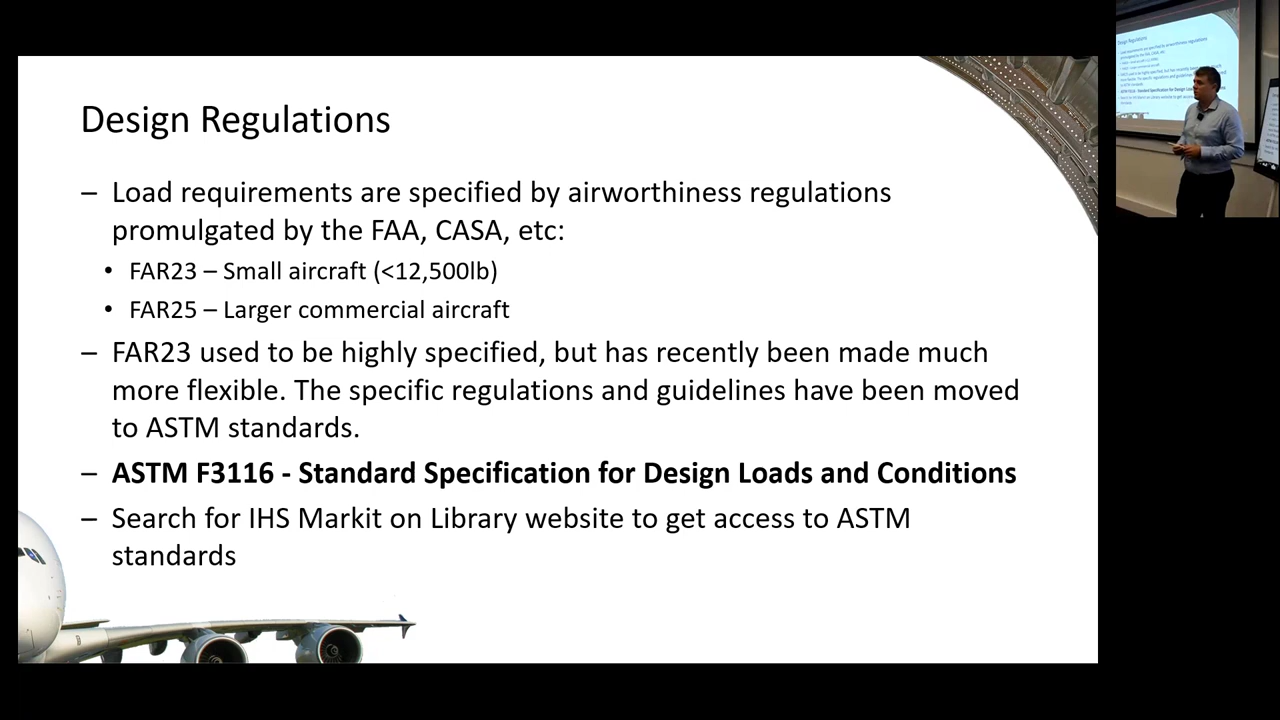 Design Regulations
– Load requirements are specified by airworthiness regulations
promulgated by the FAA, CASA, etc:
• FAR23 – Small aircraft (<12,500lb)
• FAR25 – Larger commercial aircraft
– FAR23 used to be highly specified, but has recently been made much
more flexible. The specific regulations and guidelines have been moved
to ASTM standards.
– ASTM F3116 - Standard Specification for Design Loads and Conditions
– Search for IHS Markit on Library website to get access to ASTM
standards
Design Regulations